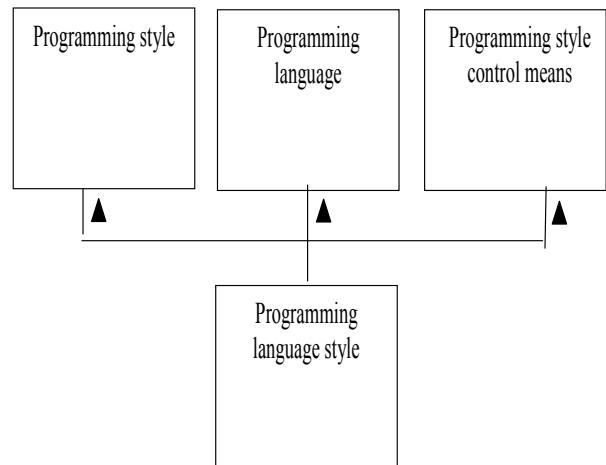 Programming style
Programming
language
Programming style
control means
Programming
language style